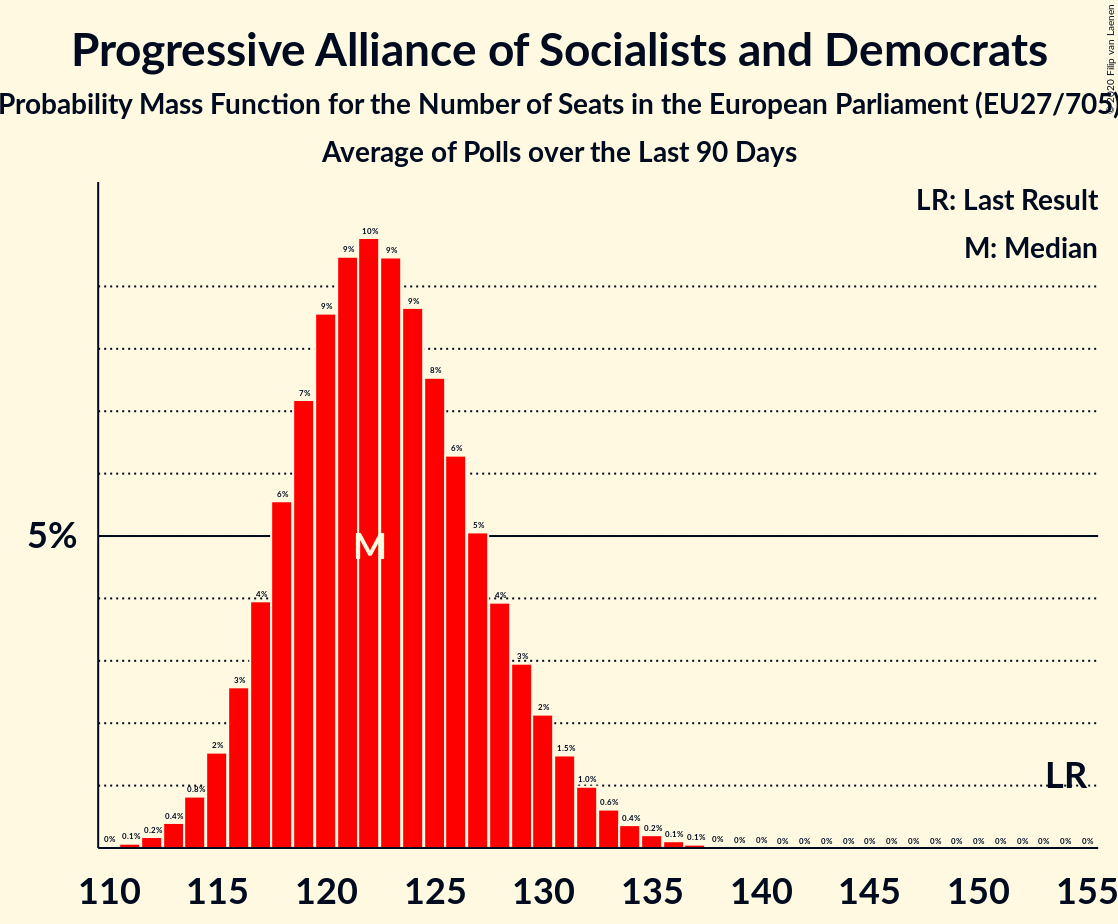 Progressive Alliance of Socialists and Democrats
Probability Mass Function for the Number of Seats in the European Parliament (EU27/705)
Average of Polls over the Last 90 Days
© 2020 Filip van Laenen
LR: Last Result
M: Median
5%
0% 0.1% 0.2% 0.4% 0.8% 2% 3% 4% 6% 7% 9% 9% 10% 9% 9% 8% 6% 5% 4% 3% 2% 1.5% 1.0% 0.6% 0.4% 0.2% 0.1% 0.1% 0% 0% 0% 0% 0% 0% 0% 0% 0% 0% 0% 0% 0% 0% 0% 0% 0% 0%
M
LR
110 115 120 125 130 135 140 145 150 155